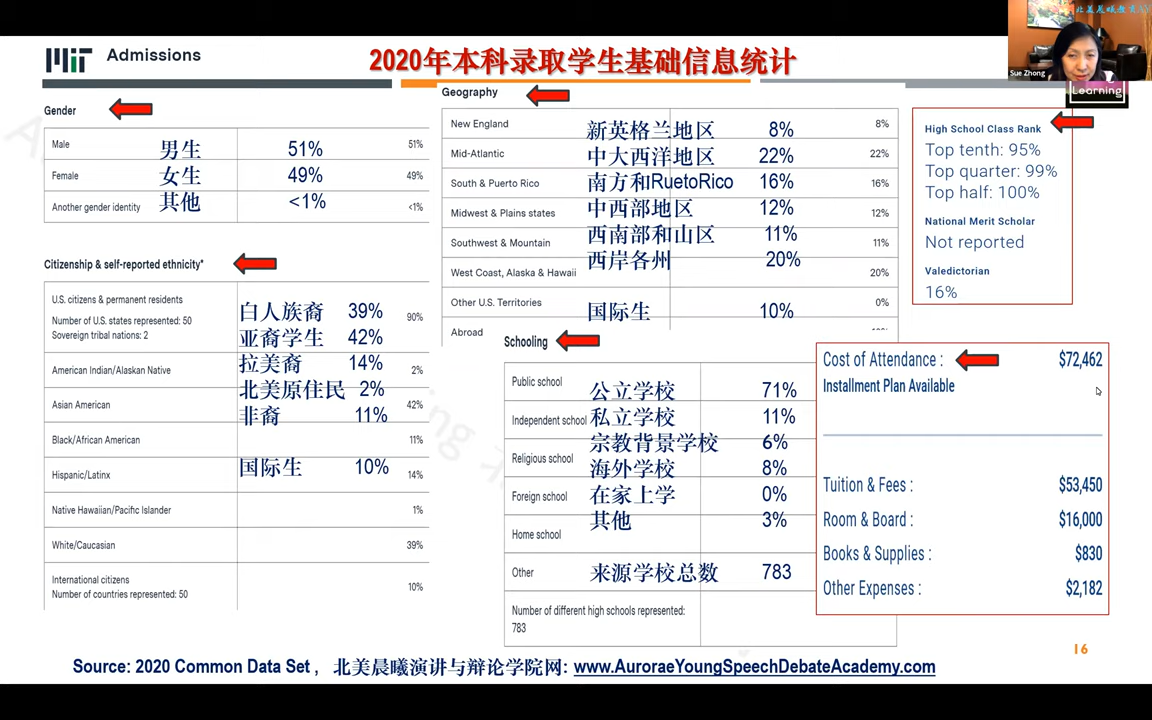 MIT Admissions
2020年本科录取学生基础信息统计
Sue Zhong
Learning
Gender
Male 男生 51% 51%
Female 女生 49% 49%
Another gender identity 其他 <1% <1%
Citizenship & self-reported ethnicity*
U.S. citizens & permanent residents
Number of U.S. states represented: 50
Sovereign tribal nations: 2
90%
白人族裔 39%
亚裔学生 42%
拉美裔 14%
北美原住民 2%
非裔 11%
国际生 10%
American Indian/Alaskan Native 2%
Asian American 42%
Black/African American 11%
Hispanic/Latinx 14%
Native Hawaiian/Pacific Islander 1%
White/Caucasian 39%
International citizens
Number of countries represented: 50
10%
Geography
New England 新英格兰地区 8% 8%
Mid-Atlantic 中大西洋地区 22% 22%
South & Puerto Rico 南方和RuetoRico 16% 16%
Midwest & Plains states 中西部地区 12% 12%
Southwest & Mountain 西南部和山区 11% 11%
West Coast, Alaska & Hawaii 西岸各州 20% 20%
Other U.S. Territories 0%
Abroad 国际生 10%
Schooling
Public school 公立学校 71%
Independent school 私立学校 11%
Religious school 宗教背景学校 6%
Foreign school 海外学校 8%
Home school 在家上学 0%
Other 其他 3%
来源学校总数 783
Number of different high schools represented:
783
High School Class Rank
Top tenth: 95%
Top quarter: 99%
Top half: 100%
National Merit Scholar
Not reported
Valedictorian
16%
Cost of Attendance : $72,462
Installment Plan Available
Tuition & Fees : $53,450
Room & Board : $16,000
Books & Supplies : $830
Other Expenses : $2,182
16
Source: 2020 Common Data Set , 北美晨曦演讲与辩论学院网: www.AuroraeYoungSpeechDebateAcademy.com